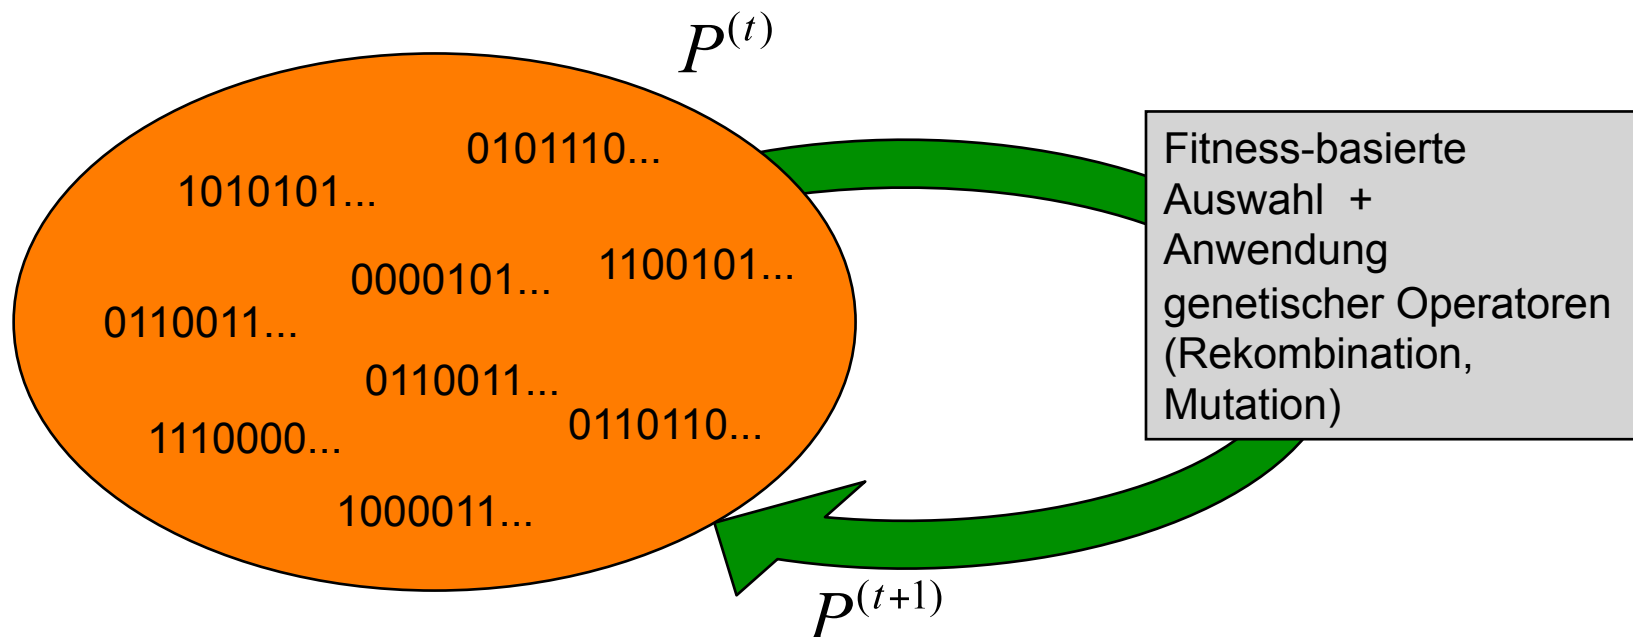 P^(t)
0101110...
1010101...
1100101...
0000101...
0110011...
0110011...
0110110...
1110000...
1000011...
Fitness-basierte
Auswahl +
Anwendung
genetischer Operatoren
(Rekombination,
Mutation)
P^(t+1)